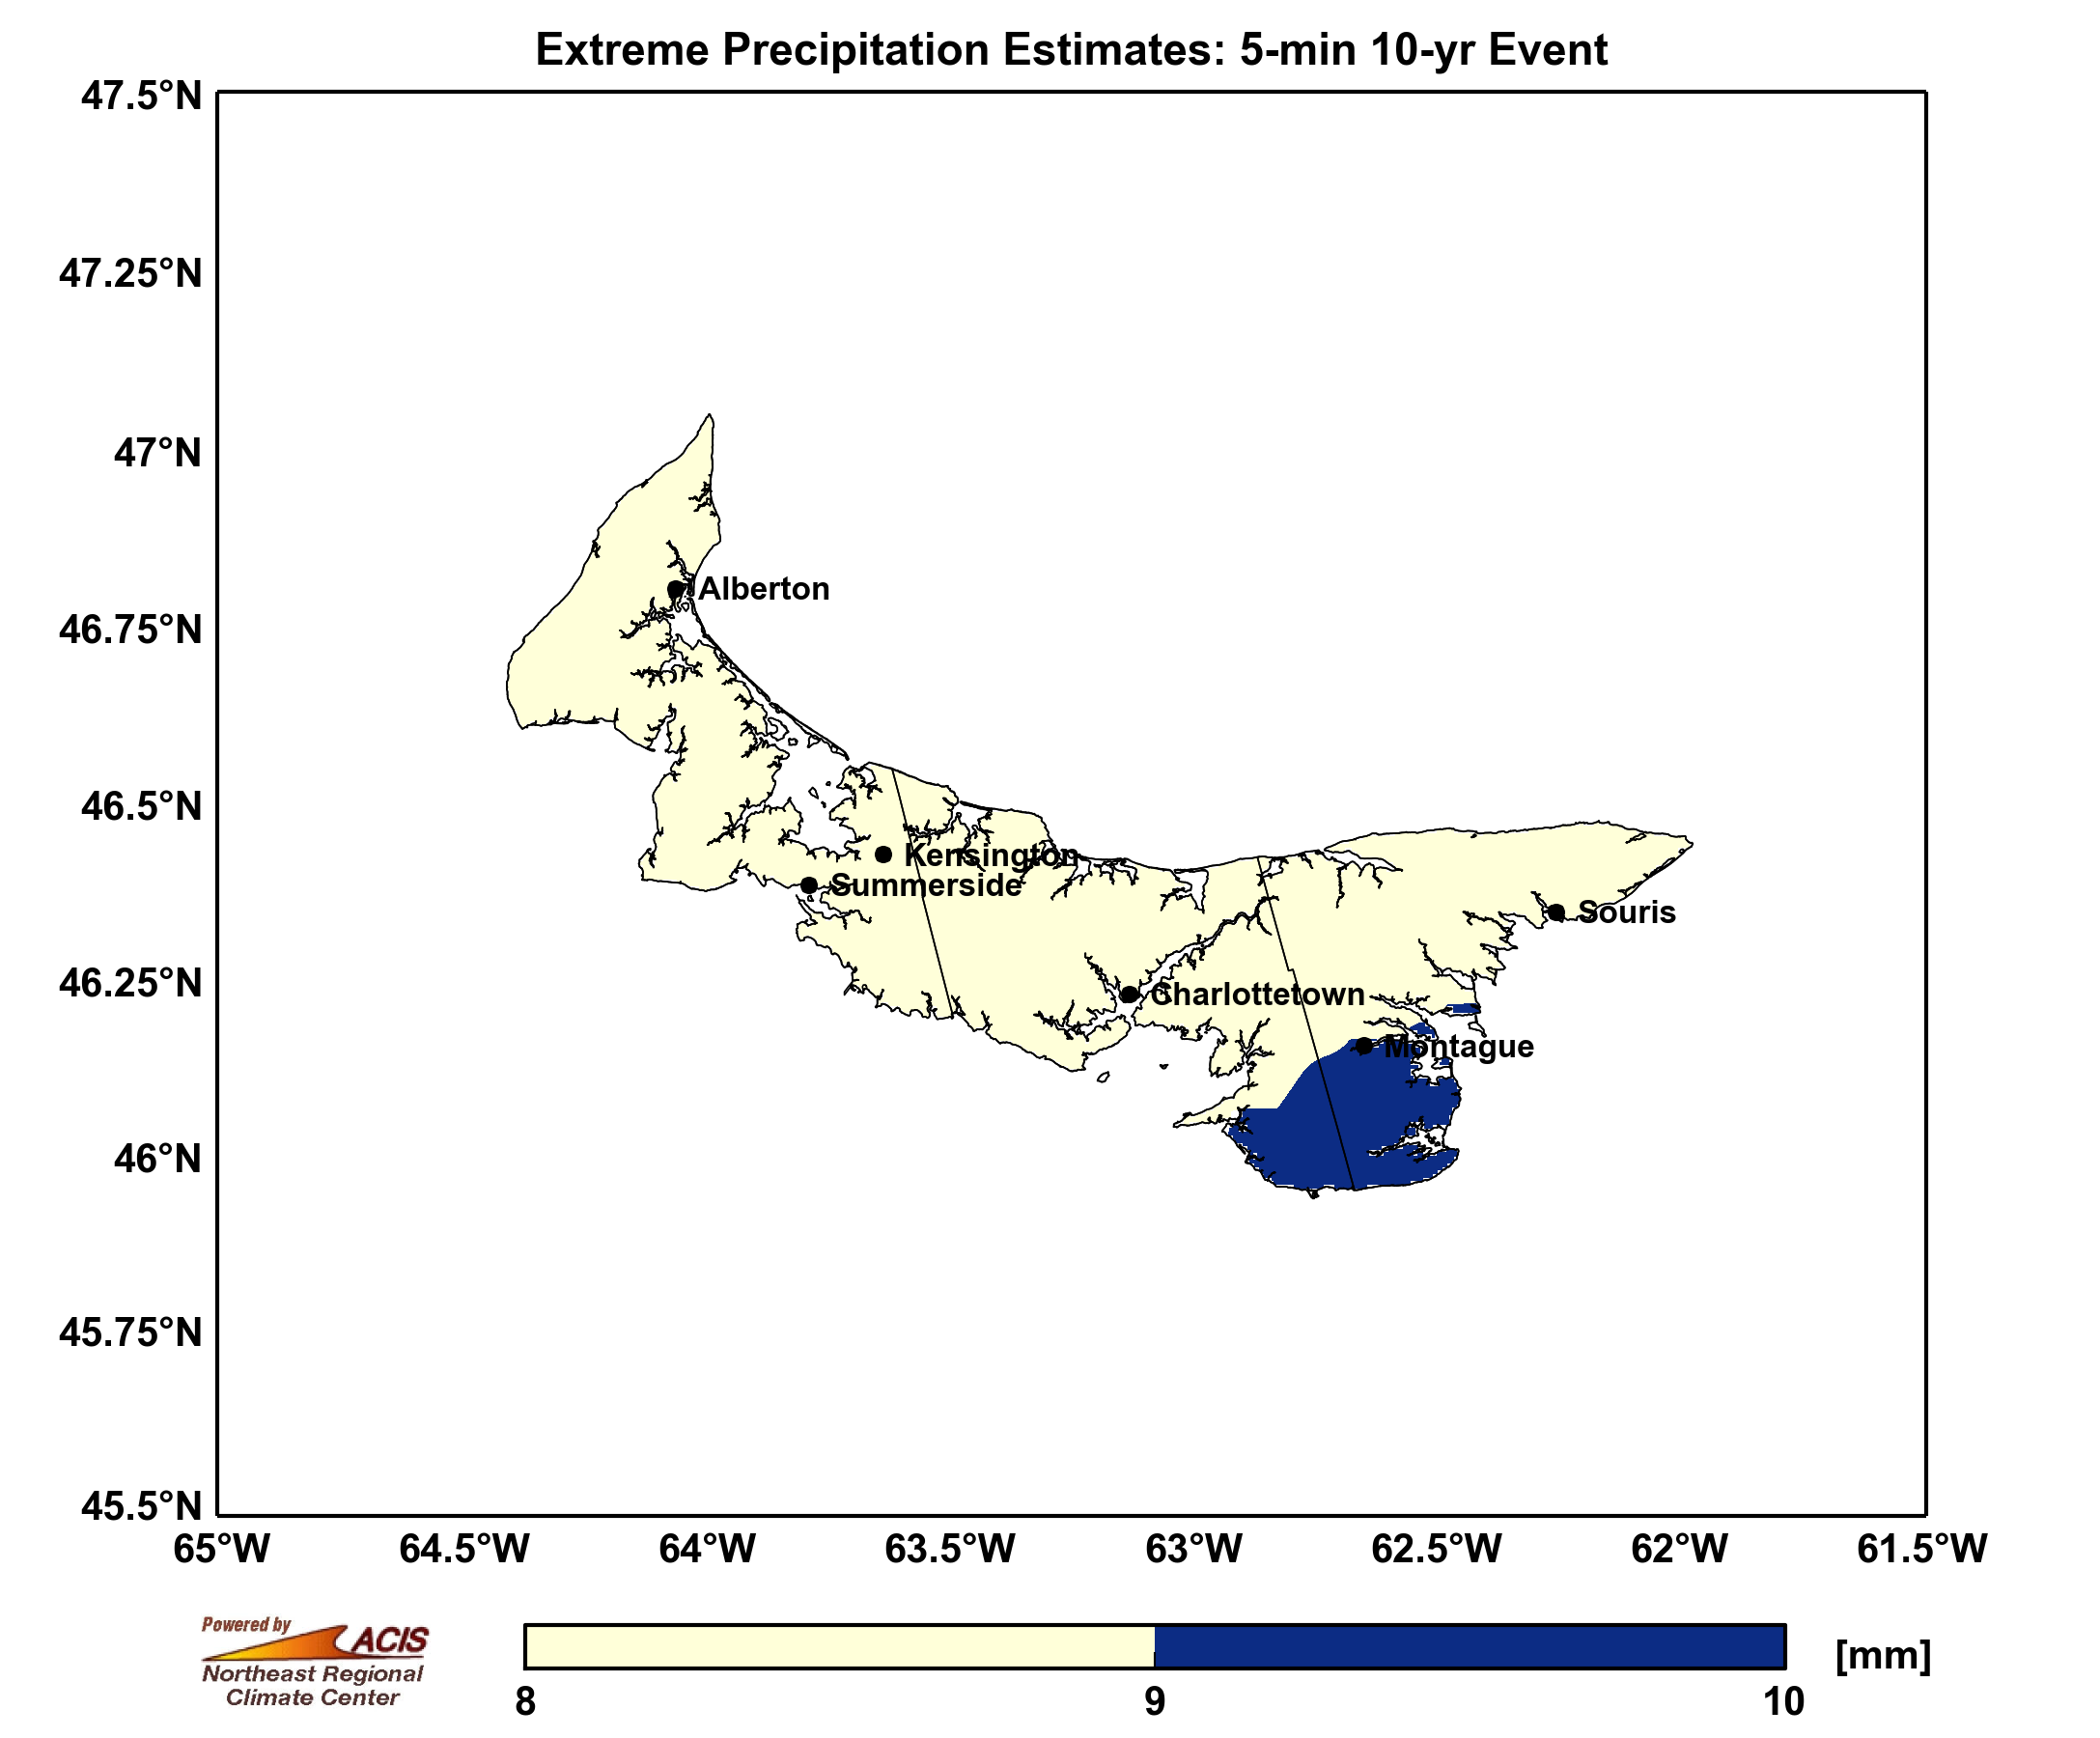 Extreme Precipitation Estimates: 5-min 10-yr Event
47.5°N
47.25°N
47°N
46.75°N
46.5°N
46.25°N
46°N
45.75°N
45.5°N
Alberton
Kensington
Summerside
Souris
Charlottetown
Montague
65°W 64.5°W 64°W 63.5°W 63°W 62.5°W 62°W 61.5°W
Powered by
ACIS
Northeast Regional
Climate Center
[mm]
8 9 10